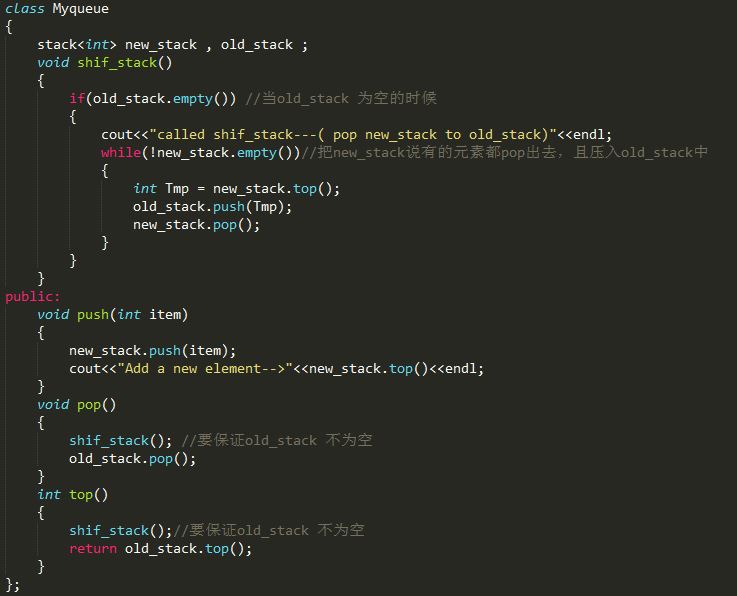 class Myqueue
{
    stack<int> new_stack , old_stack ;
    void shif_stack()
    {
        if(old_stack.empty()) //当old_stack 为空的时候
        {
            cout<<"called shif_stack---( pop new_stack to old_stack)"<<endl;
            while(!new_stack.empty())//把new_stack说有的元素都pop出去，且压入old_stack中
            {
                int Tmp = new_stack.top();
                old_stack.push(Tmp);
                new_stack.pop();
            }
        }
    }
public:
    void push(int item)
    {
        new_stack.push(item);
        cout<<"Add a new element-->"<<new_stack.top()<<endl;
    }
    void pop()
    {
        shif_stack(); //要保证old_stack 不为空
        old_stack.pop();
    }
    int top()
    {
        shif_stack();//要保证old_stack 不为空
        return old_stack.top();
    }
};